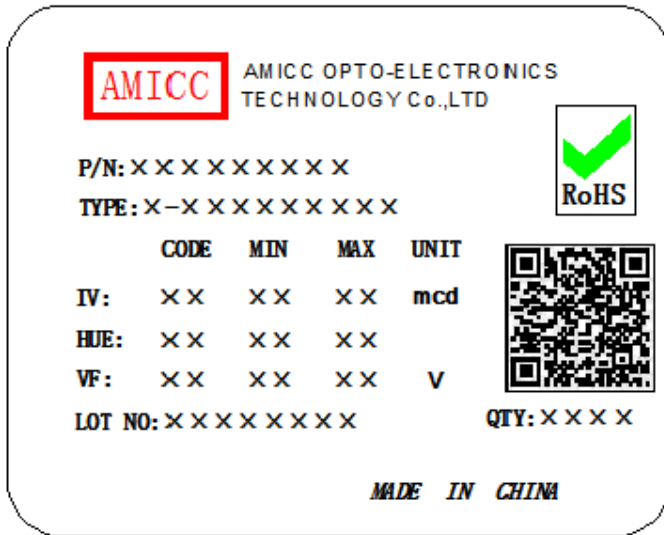 AMICC
AMICC OPTO-ELECTRONICS
TECHNOLOGY Co.,LTD
RoHS
P/N:×××××××××
TYPE:×-×××××××××
CODE MIN MAX UNIT
IV: ×× ×× ×× mcd
HUE: ×× ×× ××
VF: ×× ×× ×× V
LOT NO:×××××××× QTY:××××
MADE IN CHINA